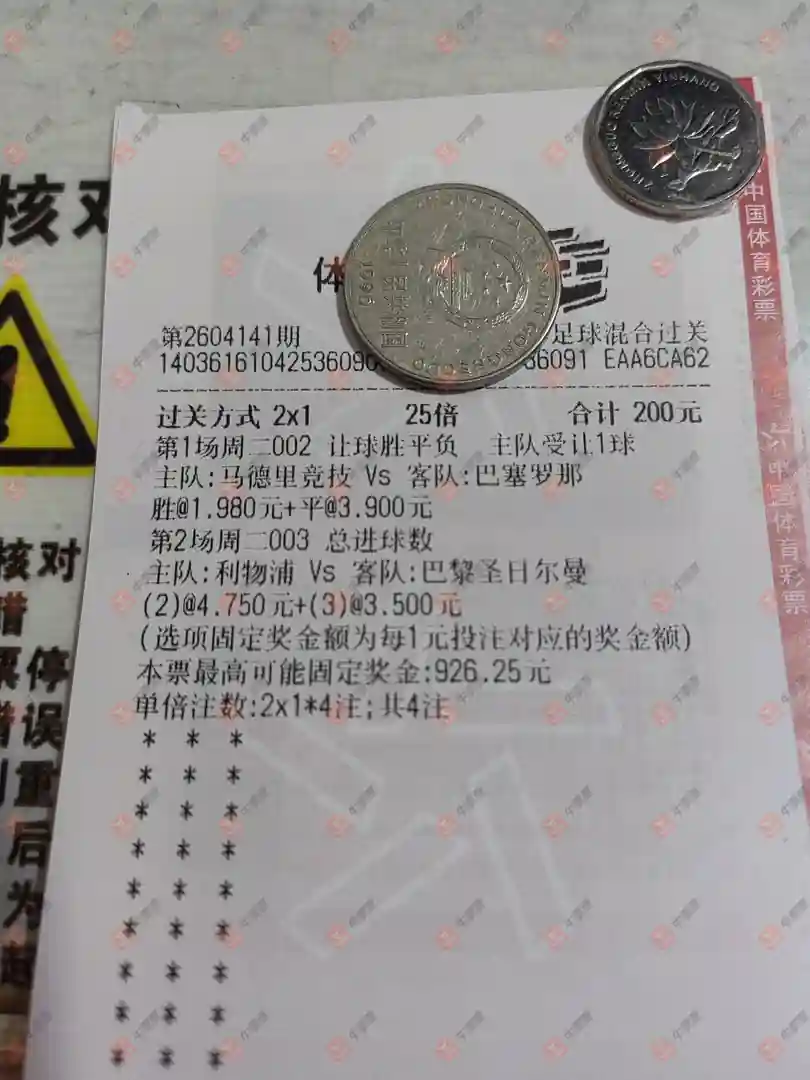 核对
ZHONGGUO RENMIN YINHANG
中国体育彩票
体
1990
ZHONGHUA RENMIN GONGHEGUO
第2604141期
足球混合过关
14036161042536090
36091 EAA6CA62
过关方式 2x1 25倍 合计 200元
第1场周二002 让球胜平负 主队受让1球
主队:马德里竞技 Vs 客队:巴塞罗那
胜@1.980元+平@3.900元
第2场周二003 总进球数
主队:利物浦 Vs 客队:巴黎圣日尔曼
(2)@4.750元+(3)@3.500元
(选项固定奖金额为每1元投注对应的奖金额)
本票最高可能固定奖金:926.25元
单倍注数:2x1*4注;共4注
* * *
* * *
* * *
* * *
* * *
* * *
* * *
* * *
* * *
中国体育彩票
核对
错
票停
错误
重
后
为